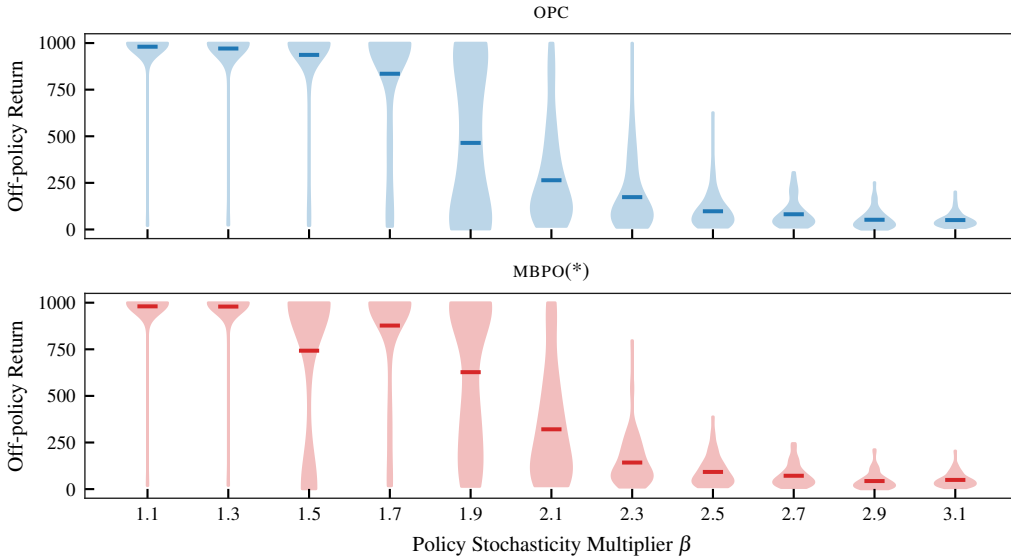 OPC
Off-policy Return
1000
750
500
250
0
MBPO(*)
Off-policy Return
1000
750
500
250
0
1.1 1.3 1.5 1.7 1.9 2.1 2.3 2.5 2.7 2.9 3.1
Policy Stochasticity Multiplier β